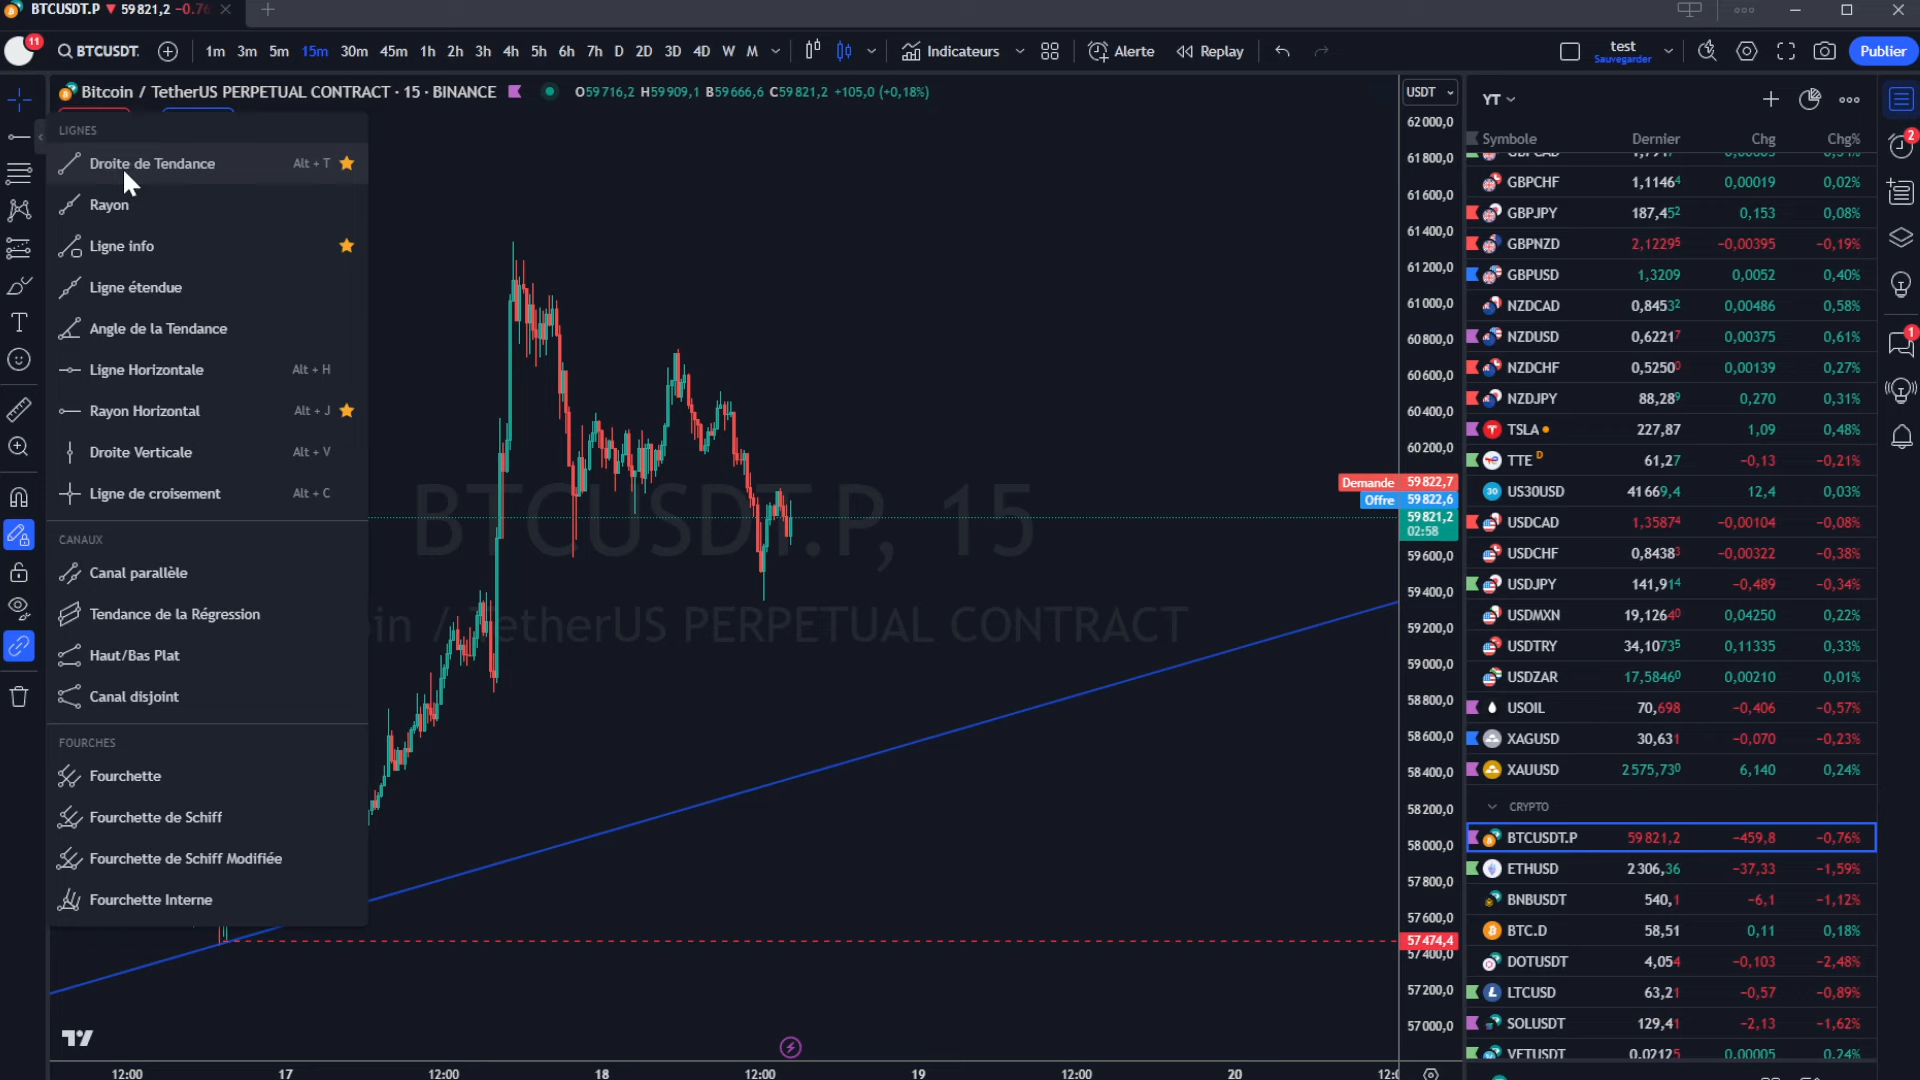 BTCUSDT.P ▼ 59 821,2 −0.76
11
BTCUSDT.
1m 3m 5m 15m 30m 45m 1h 2h 3h 4h 5h 6h 7h D 2D 3D 4D W M
Indicateurs
Alerte
Replay
test
Sauvegarder
Publier
Bitcoin / TetherUS PERPETUAL CONTRACT · 15 · BINANCE
O59 716,2 H59 909,1 B59 666,6 C59 821,2 +105,0 (+0,18%)
USDT
LIGNES
Droite de Tendance Alt + T
Rayon
Ligne info
Ligne étendue
Angle de la Tendance
Ligne Horizontale Alt + H
Rayon Horizontal Alt + J
Droite Verticale Alt + V
Ligne de croisement Alt + C
CANAUX
Canal parallèle
Tendance de la Régression
Haut/Bas Plat
Canal disjoint
FOURCHES
Fourchette
Fourchette de Schiff
Fourchette de Schiff Modifiée
Fourchette Interne
BTCUSDT.P, 15
in / TetherUS PERPETUAL CONTRACT
62 000,0
61 800,0
61 600,0
61 400,0
61 200,0
61 000,0
60 800,0
60 600,0
60 400,0
60 200,0
Demande 59 822,7
Offre 59 822,6
59 821,2
02:58
59 600,0
59 400,0
59 200,0
59 000,0
58 800,0
58 600,0
58 400,0
58 200,0
58 000,0
57 800,0
57 600,0
57 474,4
57 400,0
57 200,0
57 000,0
12:00 17 12:00 18 12:00 19 12:00 20 12:0
YT
Symbole Dernier Chg Chg%
GBPCHF 1,11464 0,00019 0,02%
GBPJPY 187,452 0,153 0,08%
GBPNZD 2,12295 −0,00395 −0,19%
GBPUSD 1,3209 0,0052 0,40%
NZDCAD 0,84532 0,00486 0,58%
NZDUSD 0,62217 0,00375 0,61%
NZDCHF 0,52500 0,00139 0,27%
NZDJPY 88,289 0,270 0,31%
TSLA 227,87 1,09 0,48%
TTE D 61,27 −0,13 −0,21%
30 US30USD 41 669,4 12,4 0,03%
USDCAD 1,35874 −0,00104 −0,08%
USDCHF 0,84383 −0,00322 −0,38%
USDJPY 141,914 −0,489 −0,34%
USDMXN 19,12640 0,04250 0,22%
USDTRY 34,10735 0,11335 0,33%
USDZAR 17,58460 0,00210 0,01%
USOIL 70,698 −0,406 −0,57%
XAGUSD 30,631 −0,070 −0,23%
XAUUSD 2 575,730 6,140 0,24%
CRYPTO
BTCUSDT.P 59 821,2 −459,8 −0,76%
ETHUSD 2 306,36 −37,33 −1,59%
BNBUSDT 540,1 −6,1 −1,12%
BTC.D 58,51 0,11 0,18%
DOTUSDT 4,054 −0,103 −2,48%
LTCUSD 63,21 −0,57 −0,89%
SOLUSDT 129,41 −2,13 −1,62%
VETUSDT 0,02125 0,00005 0,24%
2
1